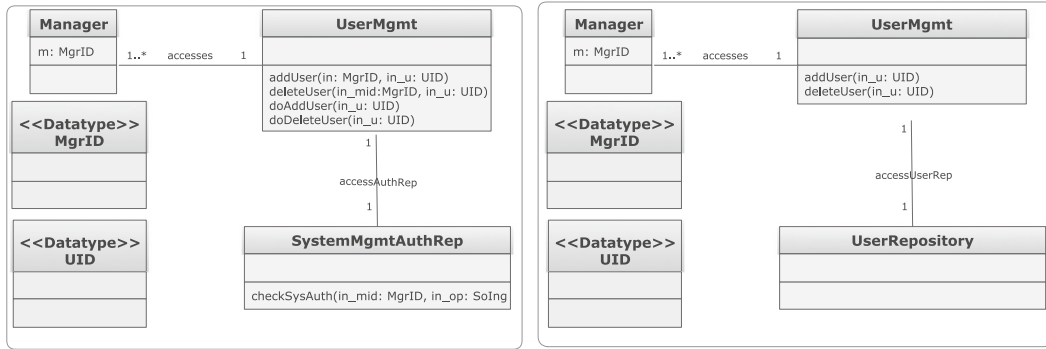 Manager
m: MgrID
1..*
accesses
1
UserMgmt
addUser(in: MgrID, in_u: UID)
deleteUser(in_mid:MgrID, in_u: UID)
doAddUser(in_u: UID)
doDeleteUser(in_u: UID)
<<Datatype>>
MgrID
1
accessAuthRep
1
<<Datatype>>
UID
SystemMgmtAuthRep
checkSysAuth(in_mid: MgrID, in_op: SoIng
Manager
m: MgrID
1..*
accesses
1
UserMgmt
addUser(in_u: UID)
deleteUser(in_u: UID)
<<Datatype>>
MgrID
1
accessUserRep
1
<<Datatype>>
UID
UserRepository